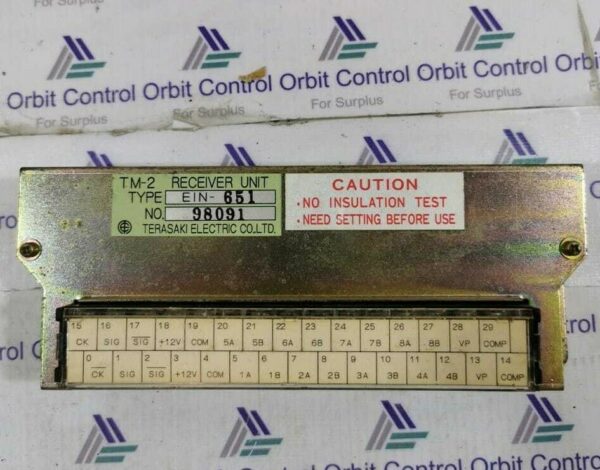 Orbit Control Orbit Control Orbit Control Orbit Control
For Surplus For Surplus For Surplus
TM-2 RECEIVER UNIT
TYPE EIN- 651
NO. 98091
TERASAKI ELECTRIC CO.,LTD.
CAUTION
・NO INSULATION TEST
・NEED SETTING BEFORE USE
15 16 17 18 19 20 21 22 23 24 25 26 27 28 29
CK SIG S̅I̅G̅ +12V COM 5A 5B 6A 6B 7A 7B 8A 8B VP COMP
0 1 2 3 4 5 6 7 8 9 10 11 12 13 14
C̅K̅ SIG S̅I̅G̅ +12V COM 1A 1B 2A 2B 3A 3B 4A 4B VP COMP
Orbit Control Orbit Control Orbit Control